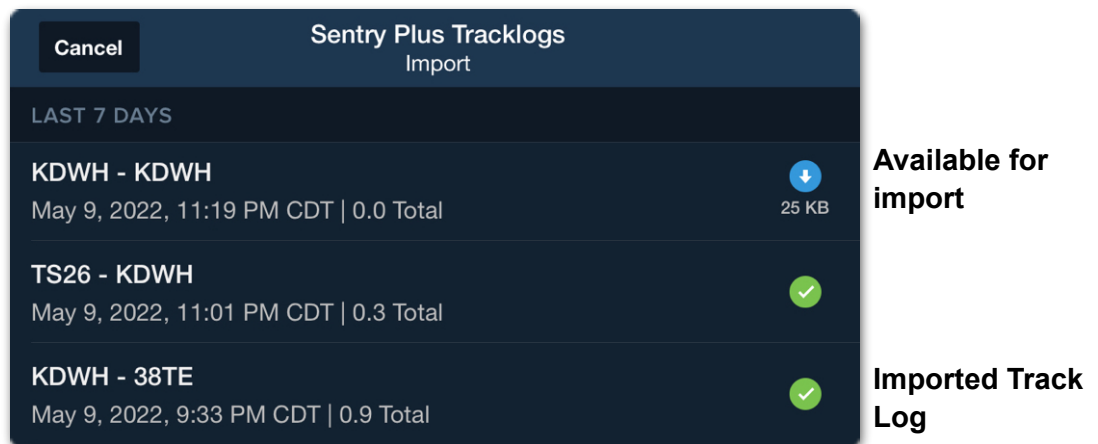 Cancel
Sentry Plus Tracklogs
Import
LAST 7 DAYS
KDWH - KDWH
May 9, 2022, 11:19 PM CDT | 0.0 Total
25 KB
Available for
import
TS26 - KDWH
May 9, 2022, 11:01 PM CDT | 0.3 Total
KDWH - 38TE
May 9, 2022, 9:33 PM CDT | 0.9 Total
Imported Track
Log